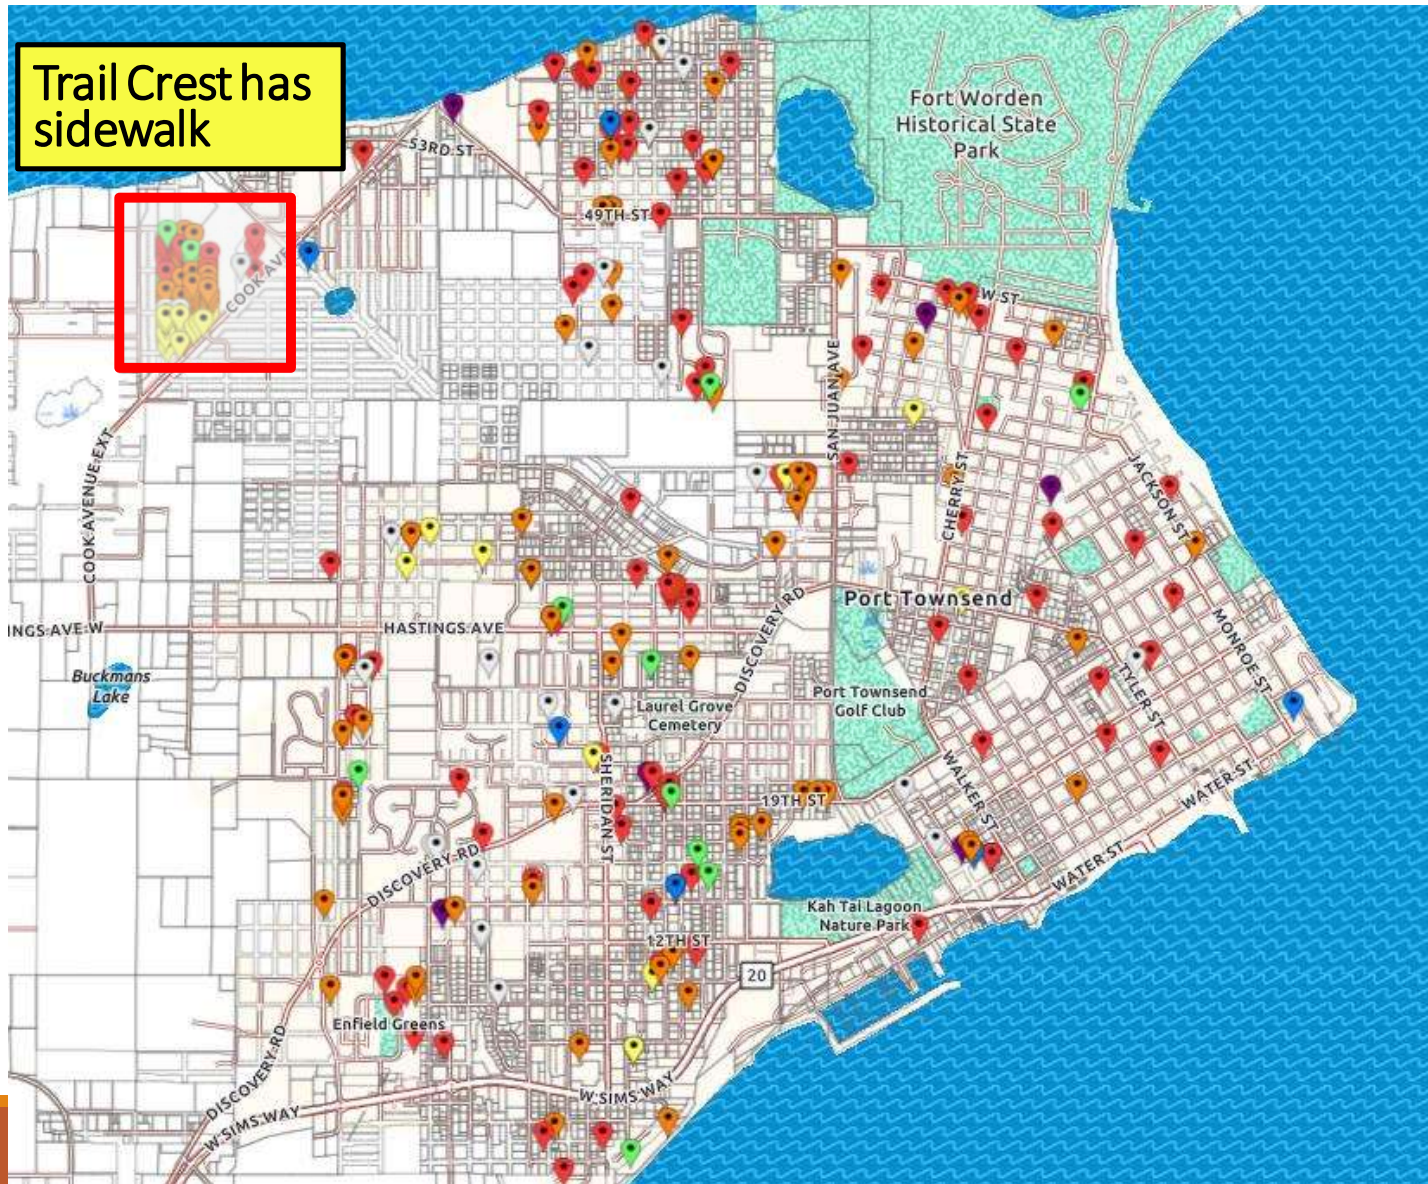 Trail Crest has
sidewalk
Fort Worden
Historical State
Park
53RD ST
49TH ST
COOK AVE
W ST
SAN JUAN AVE
COOK AVENUE EXT
CHERRY ST
JACKSON ST
Port Townsend
INGS AVE W
HASTINGS AVE
DISCOVERY RD
MONROE ST
Buckmans
Lake
TYLER ST
Port Townsend
Golf Club
Laurel Grove
Cemetery
SHERIDAN ST
WALKER ST
WATER ST
19TH ST
DISCOVERY RD
WATER ST
Kah Tai Lagoon
Nature Park
12TH ST
20
Enfield Greens
DISCOVERY RD
W SIMS WAY
W SIMS WAY